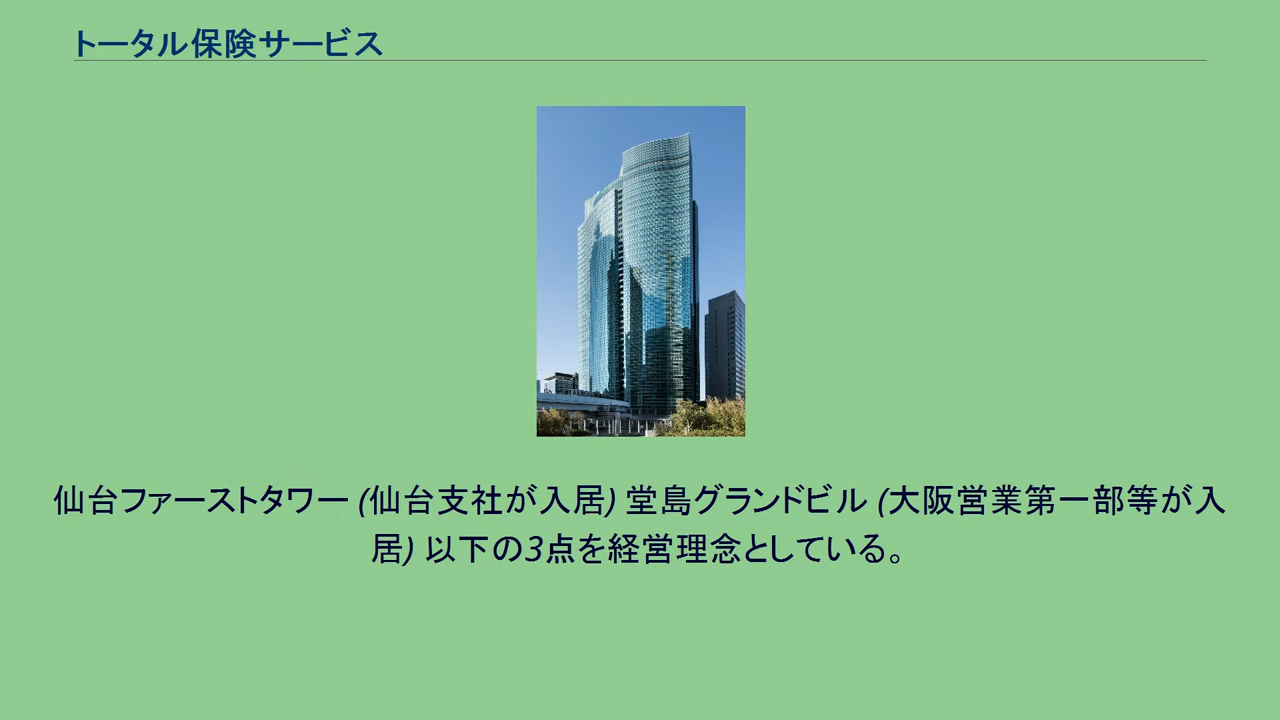 トータル保険サービス
仙台ファーストタワー (仙台支社が入居) 堂島グランドビル (大阪営業第一部等が入
居) 以下の3点を経営理念としている。